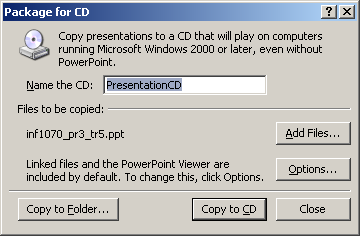 Package for CD
Copy presentations to a CD that will play on computers
running Microsoft Windows 2000 or later, even without
PowerPoint.
Name the CD: PresentationCD
Files to be copied:
inf1070_pr3_tr5.ppt
Add Files...
Linked files and the PowerPoint Viewer are
included by default. To change this, click Options.
Options...
Copy to Folder... Copy to CD Close